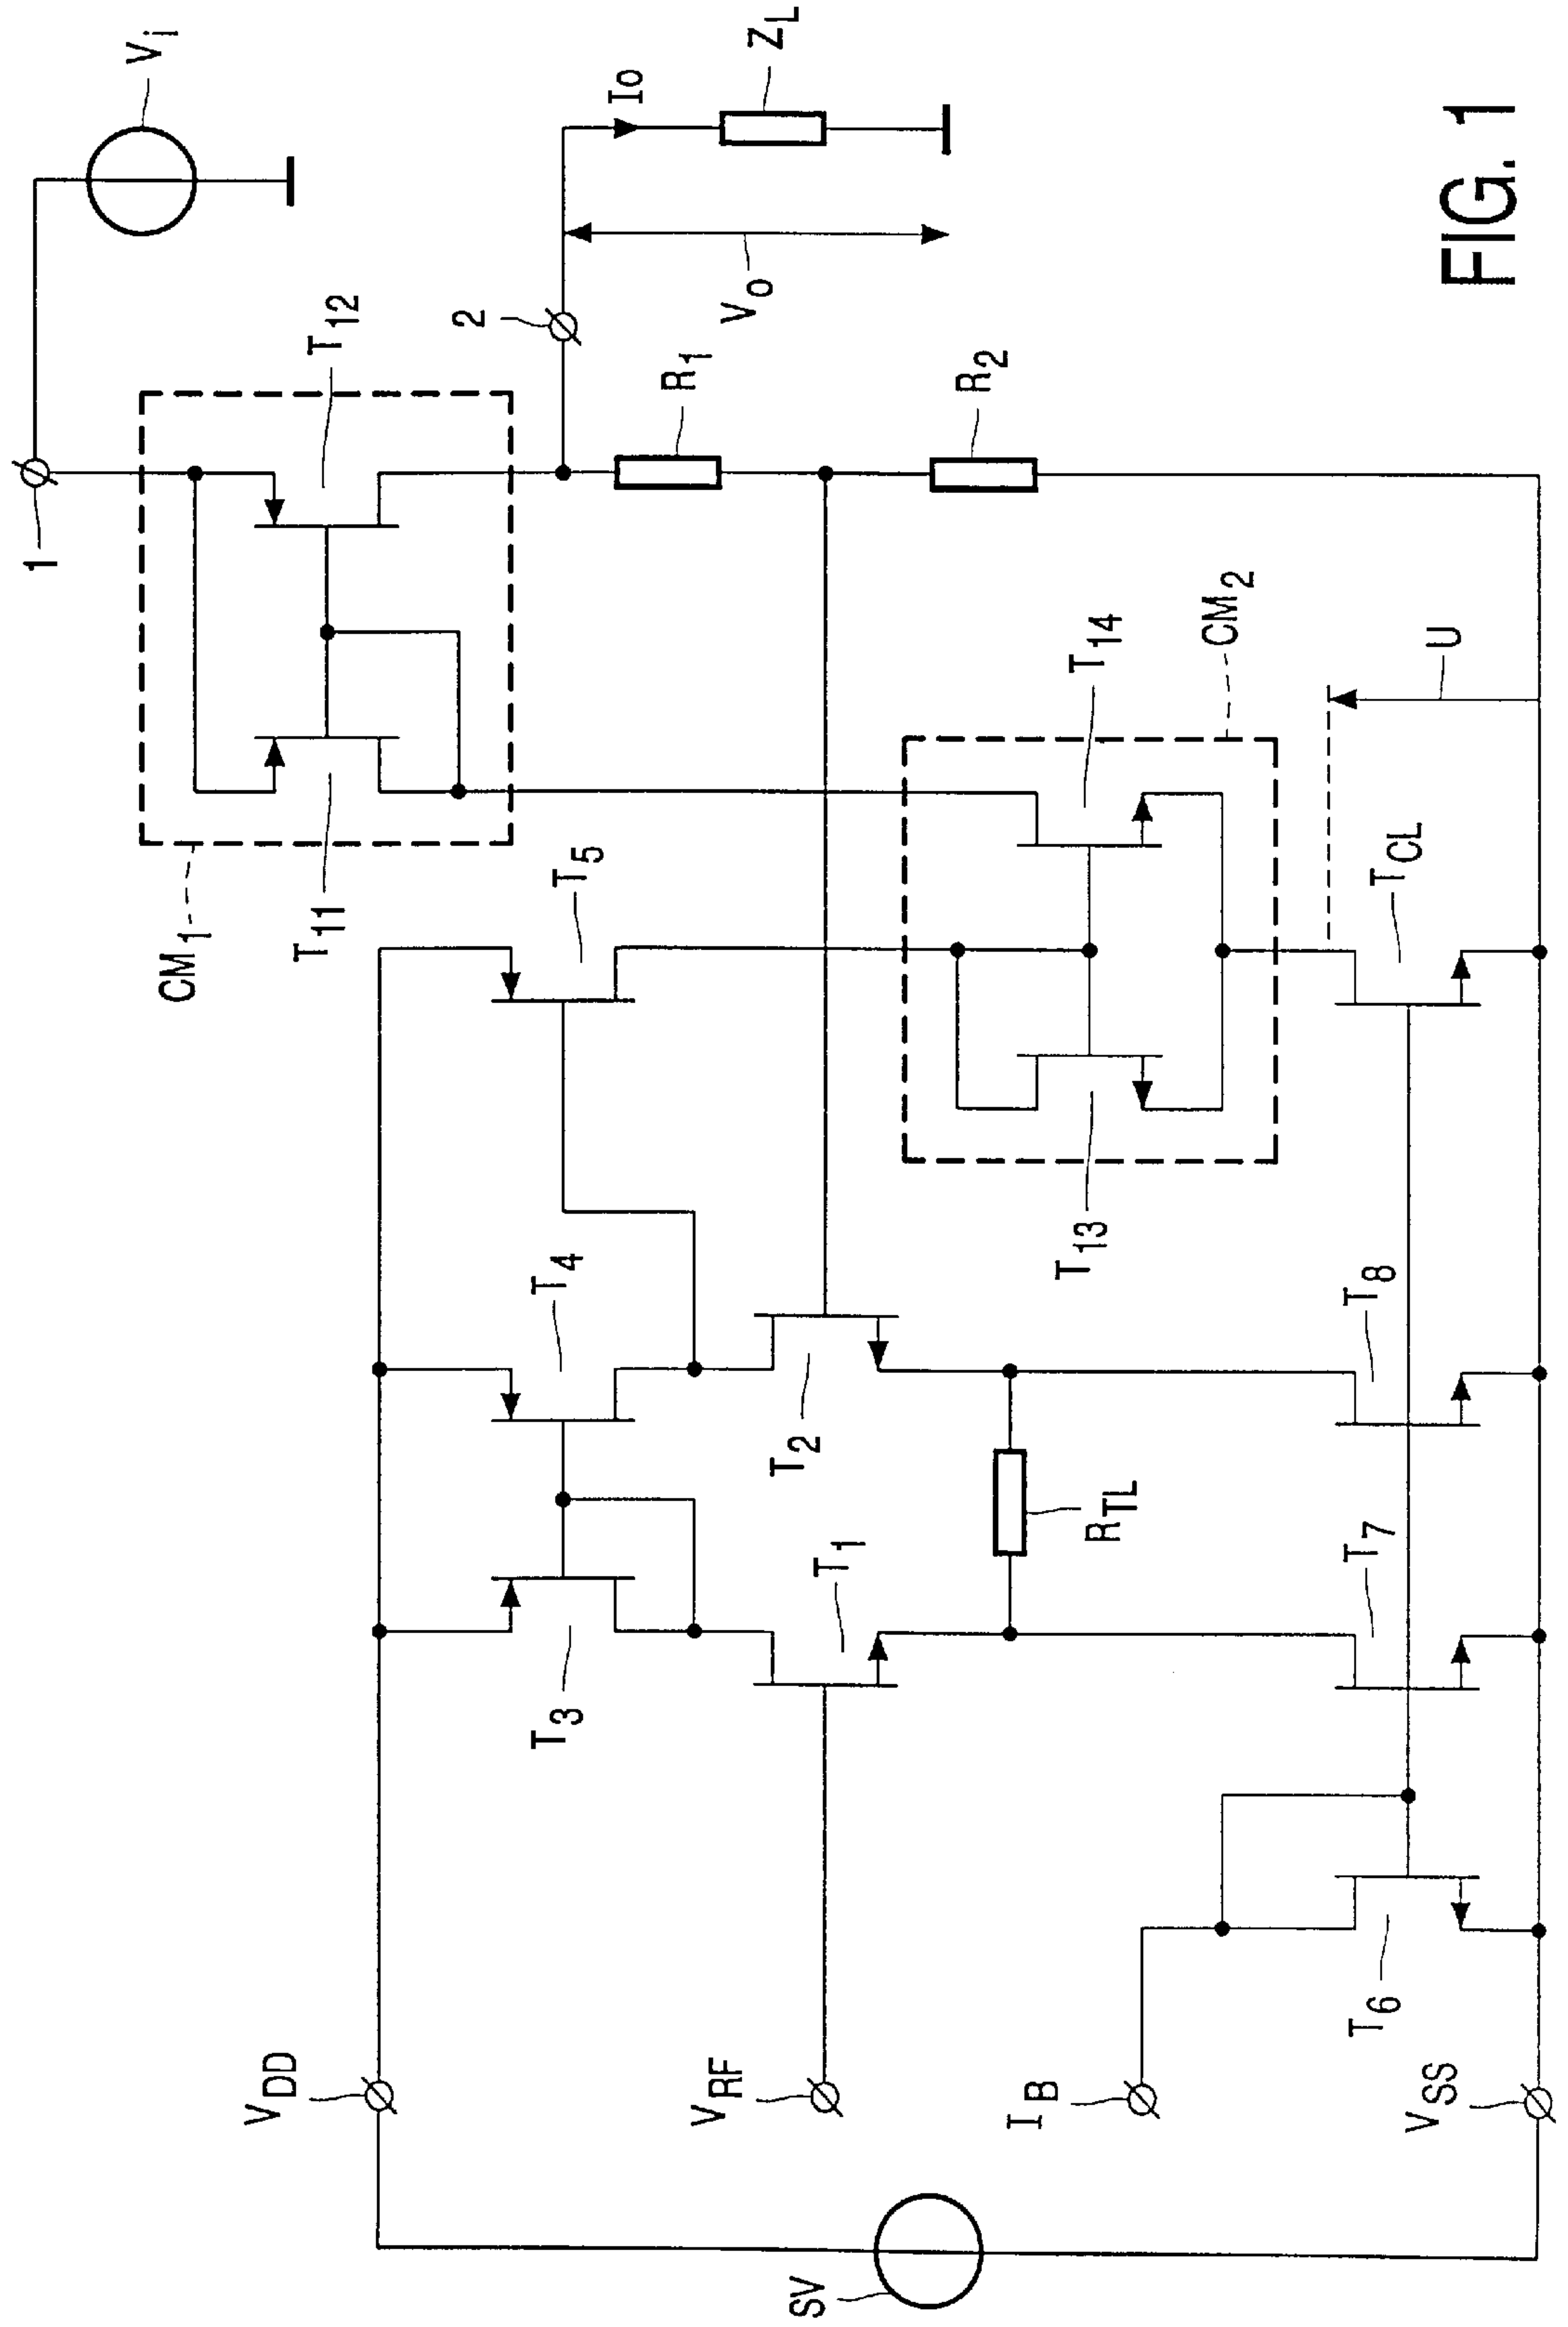 V_i
1
CM_1
T_11
T_12
2
I_O
Z_L
V_O
R_1
R_2
V_DD
T_3
T_4
T_5
V_RF
T_1
T_2
R_TL
T_13
T_14
CM_2
U
I_B
T_6
T_7
T_8
T_CL
V_SS
SV
FIG. 1